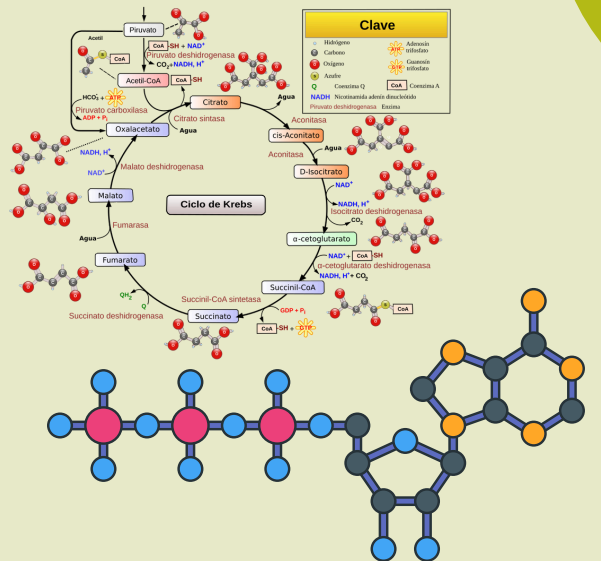 Clave
Hidrógeno
Carbono
Oxígeno
Azufre
Q Coenzima Q
ATP Adenosín
trifosfato
GTP Guanosín
trifosfato
CoA Coenzima A
NADH Nicotinamida adenín dinucleótido
Piruvato deshidrogenasa Enzima
Piruvato
Acetil
CoA-SH + NAD+
Piruvato deshidrogenasa
CO2+NADH, H+
S CoA
Acetil-CoA
CoA-SH
HCO3- + ATP
Piruvato carboxilasa
ADP + Pi
Citrato
Citrato sintasa
Agua
Agua
Aconitasa
cis-Aconitato
Agua
Aconitasa
D-Isocitrato
NAD+
NADH, H+
Isocitrato deshidrogenasa
CO2
α-cetoglutarato
NAD+ + CoA-SH
α-cetoglutarato deshidrogenasa
NADH, H+ + CO2
Succinil-CoA
S CoA
Succinil-CoA sintetasa
GDP + Pi
CoA-SH + GTP
Succinato
QH2
Q
Succinato deshidrogenasa
Fumarato
Agua
Fumarasa
Malato
NAD+
Malato deshidrogenasa
NADH, H+
Oxalacetato
Ciclo de Krebs